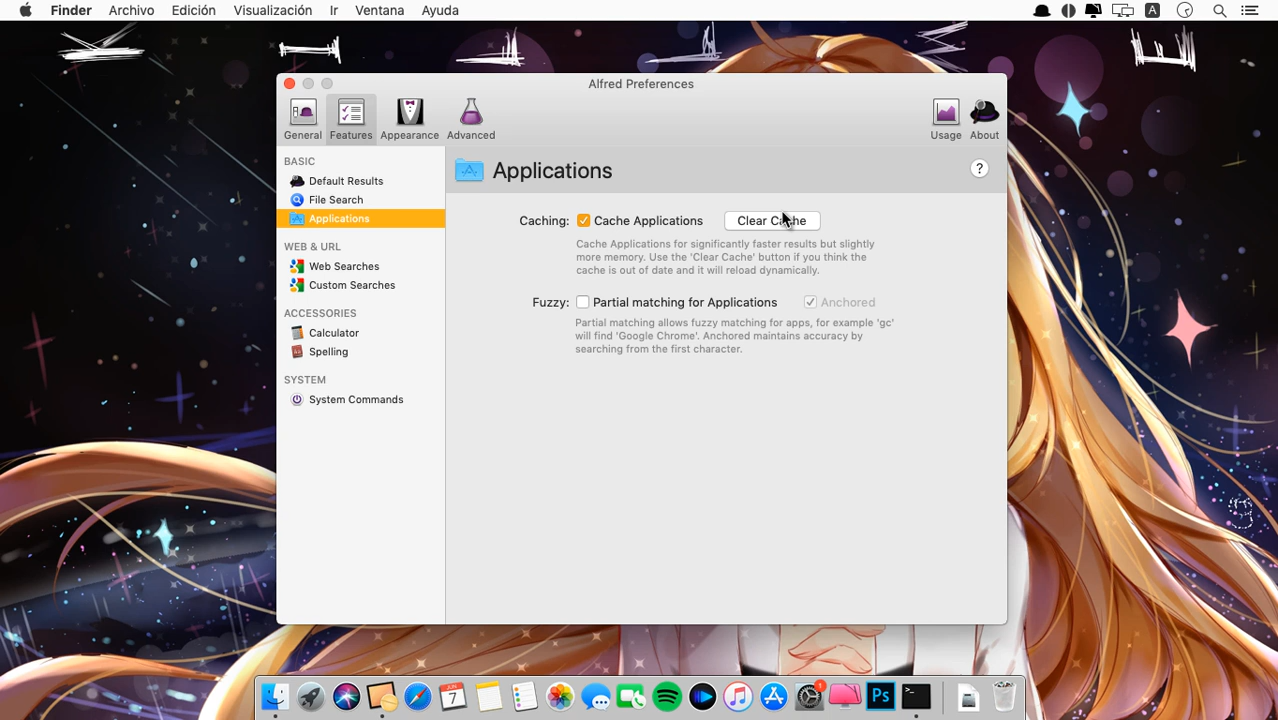 Finder Archivo Edición Visualización Ir Ventana Ayuda A
Alfred Preferences
General Features Appearance Advanced Usage About
BASIC
Applications ?
Default Results
File Search
Applications
Caching: Cache Applications Clear Cache
Cache Applications for significantly faster results but slightly
more memory. Use the 'Clear Cache' button if you think the
cache is out of date and it will reload dynamically.
WEB & URL
Web Searches
Custom Searches
Fuzzy: Partial matching for Applications Anchored
Partial matching allows fuzzy matching for apps, for example 'gc'
will find 'Google Chrome'. Anchored maintains accuracy by
searching from the first character.
ACCESSORIES
Calculator
Spelling
SYSTEM
System Commands
JUN
7
1
Ps